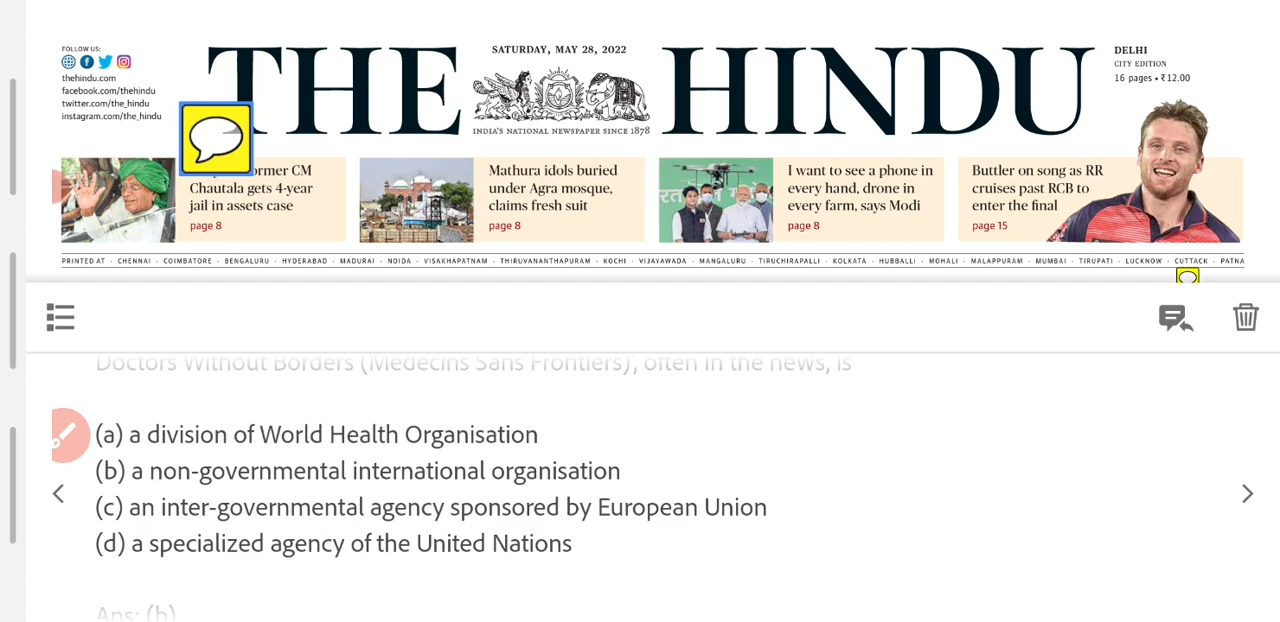 FOLLOW US:
thehindu.com
facebook.com/thehindu
twitter.com/the_hindu
instagram.com/the_hindu
THE HINDU
SATURDAY, MAY 28, 2022
INDIA'S NATIONAL NEWSPAPER SINCE 1878
DELHI
CITY EDITION
16 pages • ₹12.00
CM
Chautala gets 4-year
jail in assets case
page 8
Mathura idols buried
under Agra mosque,
claims fresh suit
page 8
I want to see a phone in
every hand, drone in
every farm, says Modi
page 8
Buttler on song as RR
cruises past RCB to
enter the final
page 15
PRINTED AT · CHENNAI · COIMBATORE · BENGALURU · HYDERABAD · MADURAI · NOIDA · VISAKHAPATNAM · THIRUVANANTHAPURAM · KOCHI · VIJAYAWADA · MANGALURU · TIRUCHIRAPALLI · KOLKATA · HUBBALLI · MOHALI · MALAPPURAM · MUMBAI · TIRUPATI · LUCKNOW · CUTTACK · PATNA
Doctors Without Borders (Medecins Sans Frontiers), often in the news, is
(a) a division of World Health Organisation
(b) a non-governmental international organisation
(c) an inter-governmental agency sponsored by European Union
(d) a specialized agency of the United Nations
Ans: (b)